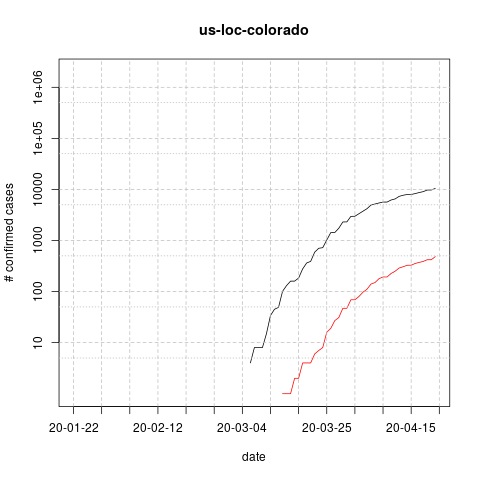 us-loc-colorado
# confirmed cases
1e+06
1e+05
10000
1000
100
10
20-01-22
20-02-12
20-03-04
20-03-25
20-04-15
date